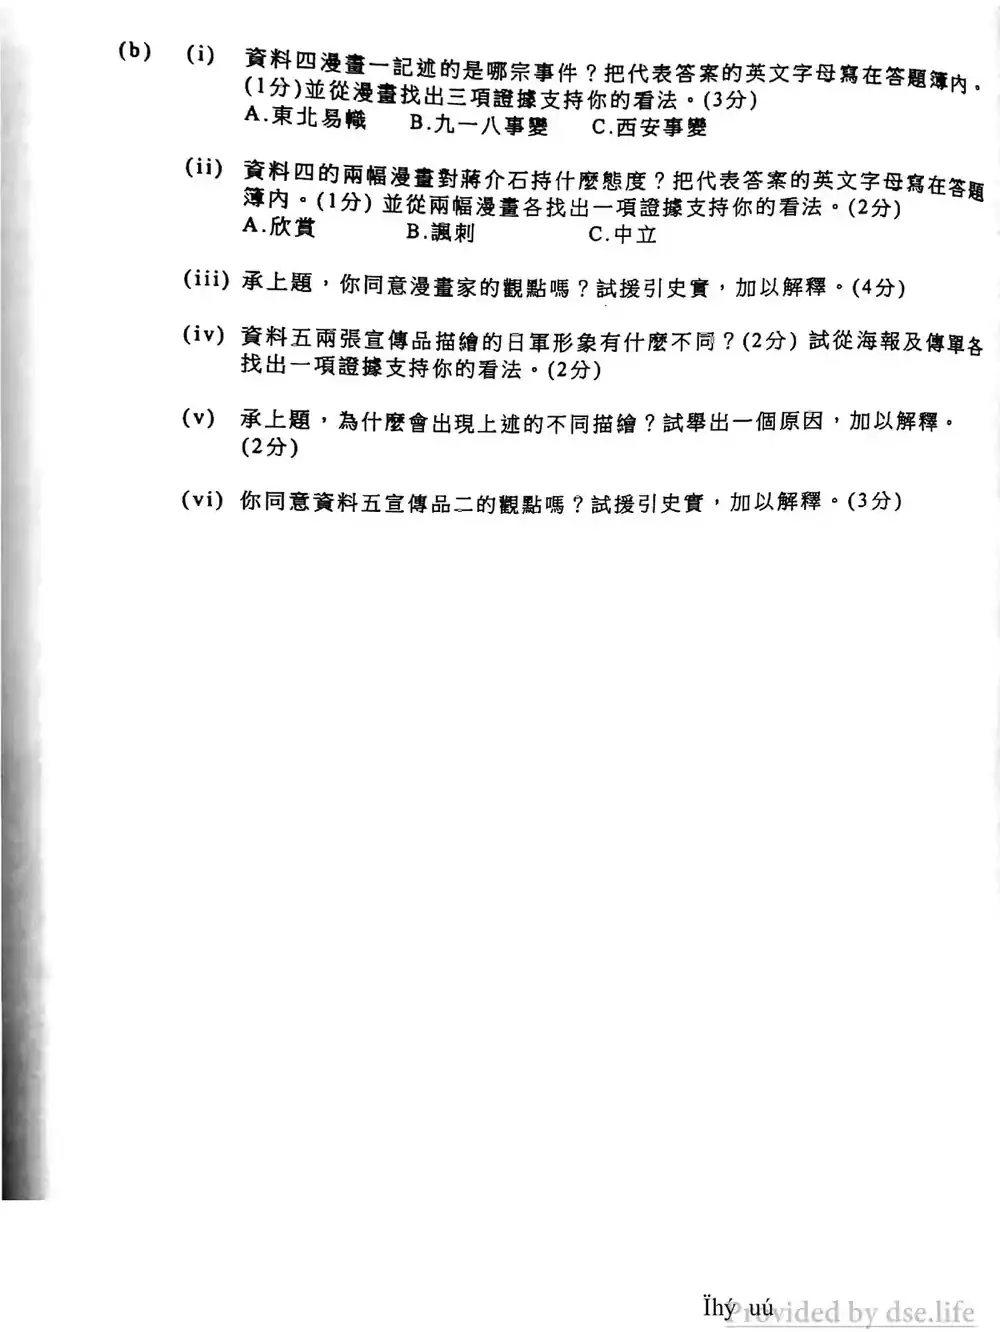 (b) (i) 資料四漫畫一記述的是哪宗事件？把代表答案的英文字母寫在答題簿內。
(1分)並從漫畫找出三項證據支持你的看法。(3分)
A.東北易幟 B.九一八事變 C.西安事變
(ii) 資料四的兩幅漫畫對蔣介石持什麼態度？把代表答案的英文字母寫在答題
簿內。(1分) 並從兩幅漫畫各找出一項證據支持你的看法。(2分)
A.欣賞 B.諷刺 C.中立
(iii) 承上題，你同意漫畫家的觀點嗎？試援引史實，加以解釋。(4分)
(iv) 資料五兩張宣傳品描繪的日軍形象有什麼不同？(2分) 試從海報及傳單各
找出一項證據支持你的看法。(2分)
(v) 承上題，為什麼會出現上述的不同描繪？試舉出一個原因，加以解釋。
(2分)
(vi) 你同意資料五宣傳品二的觀點嗎？試援引史實，加以解釋。(3分)
Ïhý uú
Provided by dse.life